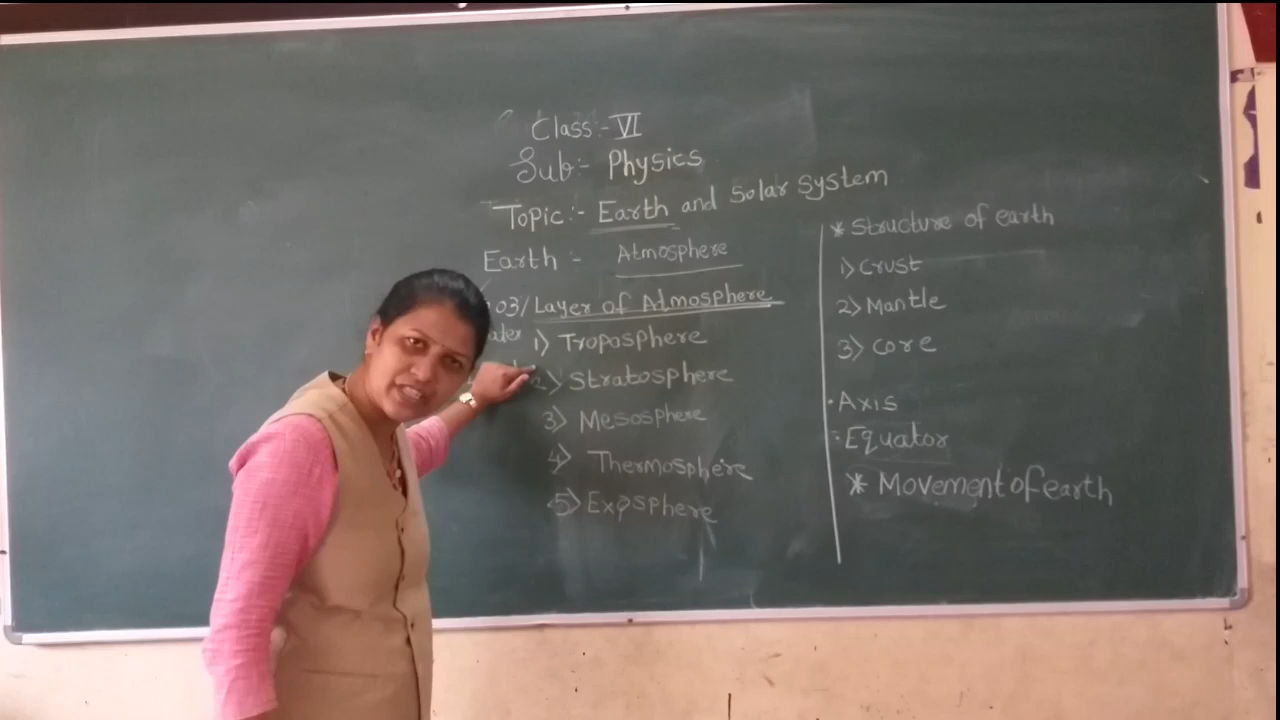 Class:- VI
Sub:- Physics
Topic:- Earth and Solar system
Earth:- Atmosphere
03/ Layer of Atmosphere
1) Troposphere
2) Stratosphere
3) Mesosphere
4) Thermosphere
5) Exosphere
* Structure of earth
1) Crust
2) Mantle
3) Core
. Axis
: Equator
* Movement of earth